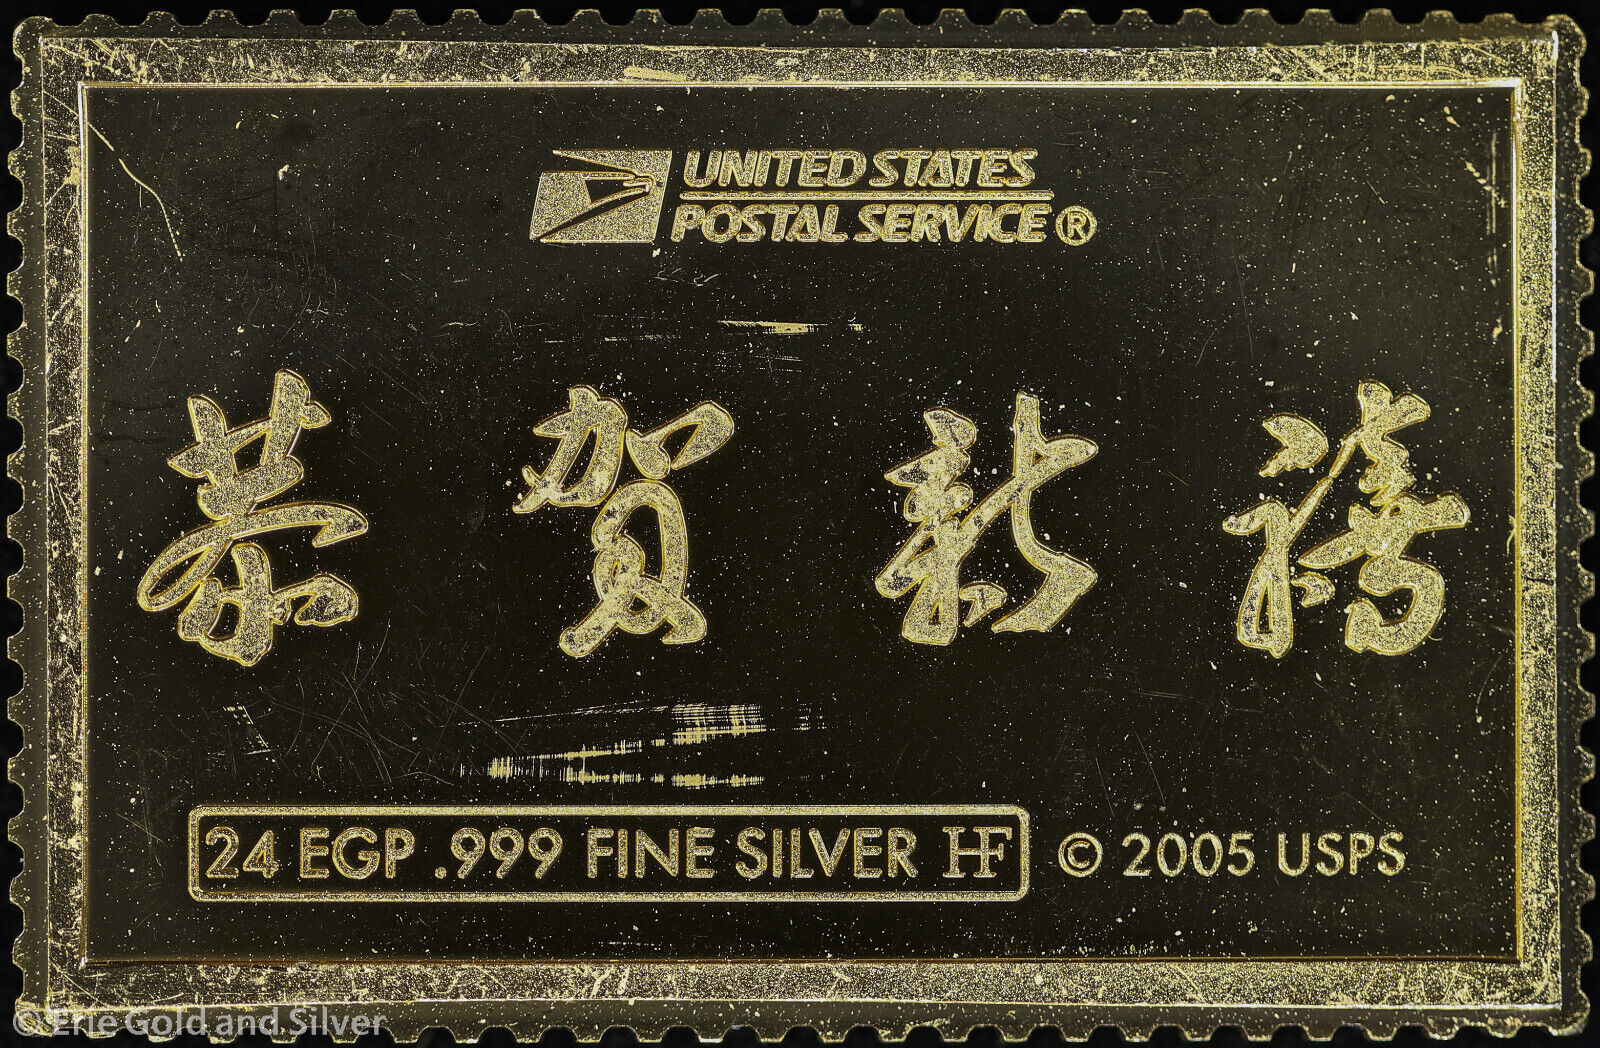 UNITED STATES
POSTAL SERVICE®
恭賀新禧
24 EGP .999 FINE SILVER HF © 2005 USPS
© Erie Gold and Silver